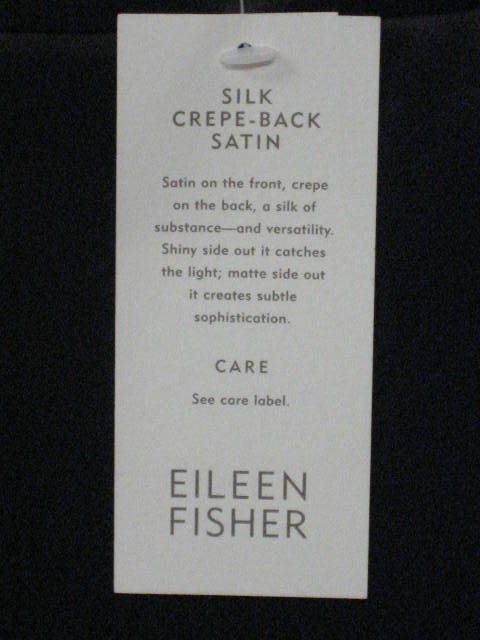 SILK
CREPE-BACK
SATIN
Satin on the front, crepe
on the back, a silk of
substance—and versatility.
Shiny side out it catches
the light; matte side out
it creates subtle
sophistication.
CARE
See care label.
EILEEN
FISHER